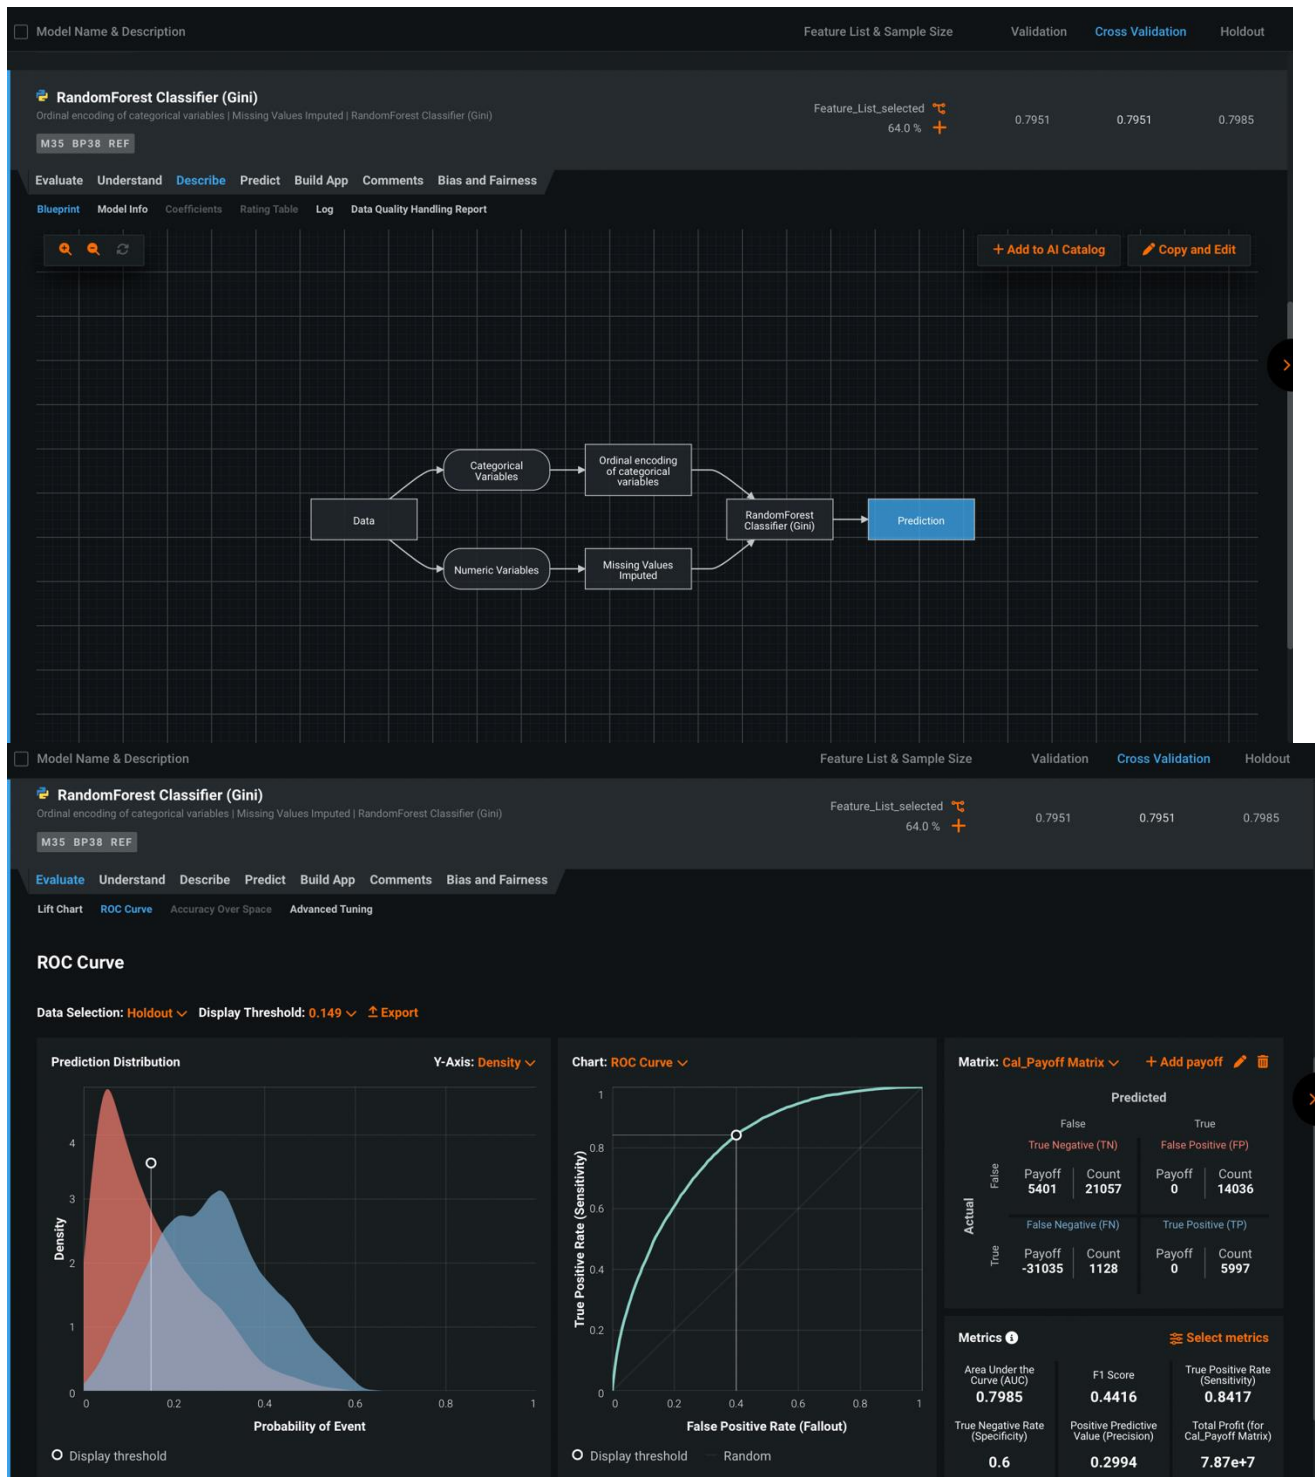 Model Name & Description Feature List & Sample Size Validation Cross Validation Holdout
RandomForest Classifier (Gini)
Ordinal encoding of categorical variables | Missing Values Imputed | RandomForest Classifier (Gini)
M35 BP38 REF
Feature_List_selected
64.0 %
0.7951 0.7951 0.7985
Evaluate Understand Describe Predict Build App Comments Bias and Fairness
Blueprint Model Info Coefficients Rating Table Log Data Quality Handling Report
+ Add to AI Catalog Copy and Edit
Data
Categorical
Variables
Ordinal encoding
of categorical
variables
Numeric Variables
Missing Values
Imputed
RandomForest
Classifier (Gini)
Prediction
Model Name & Description Feature List & Sample Size Validation Cross Validation Holdout
RandomForest Classifier (Gini)
Ordinal encoding of categorical variables | Missing Values Imputed | RandomForest Classifier (Gini)
M35 BP38 REF
Feature_List_selected
64.0 %
0.7951 0.7951 0.7985
Evaluate Understand Describe Predict Build App Comments Bias and Fairness
Lift Chart ROC Curve Accuracy Over Space Advanced Tuning
ROC Curve
Data Selection: Holdout Display Threshold: 0.149 Export
Prediction Distribution Y-Axis: Density
Density
4
3
2
1
0
0 0.2 0.4 0.6 0.8 1
Probability of Event
Display threshold
Chart: ROC Curve
True Positive Rate (Sensitivity)
1
0.8
0.6
0.4
0.2
0
0 0.2 0.4 0.6 0.8 1
False Positive Rate (Fallout)
Display threshold Random
Matrix: Cal_Payoff Matrix + Add payoff
Predicted
False True
Actual
False
True Negative (TN) False Positive (FP)
Payoff Count Payoff Count
5401 21057 0 14036
True
False Negative (FN) True Positive (TP)
Payoff Count Payoff Count
-31035 1128 0 5997
Metrics Select metrics
Area Under the
Curve (AUC)
0.7985
F1 Score
0.4416
True Positive Rate
(Sensitivity)
0.8417
True Negative Rate
(Specificity)
0.6
Positive Predictive
Value (Precision)
0.2994
Total Profit (for
Cal_Payoff Matrix)
7.87e+7